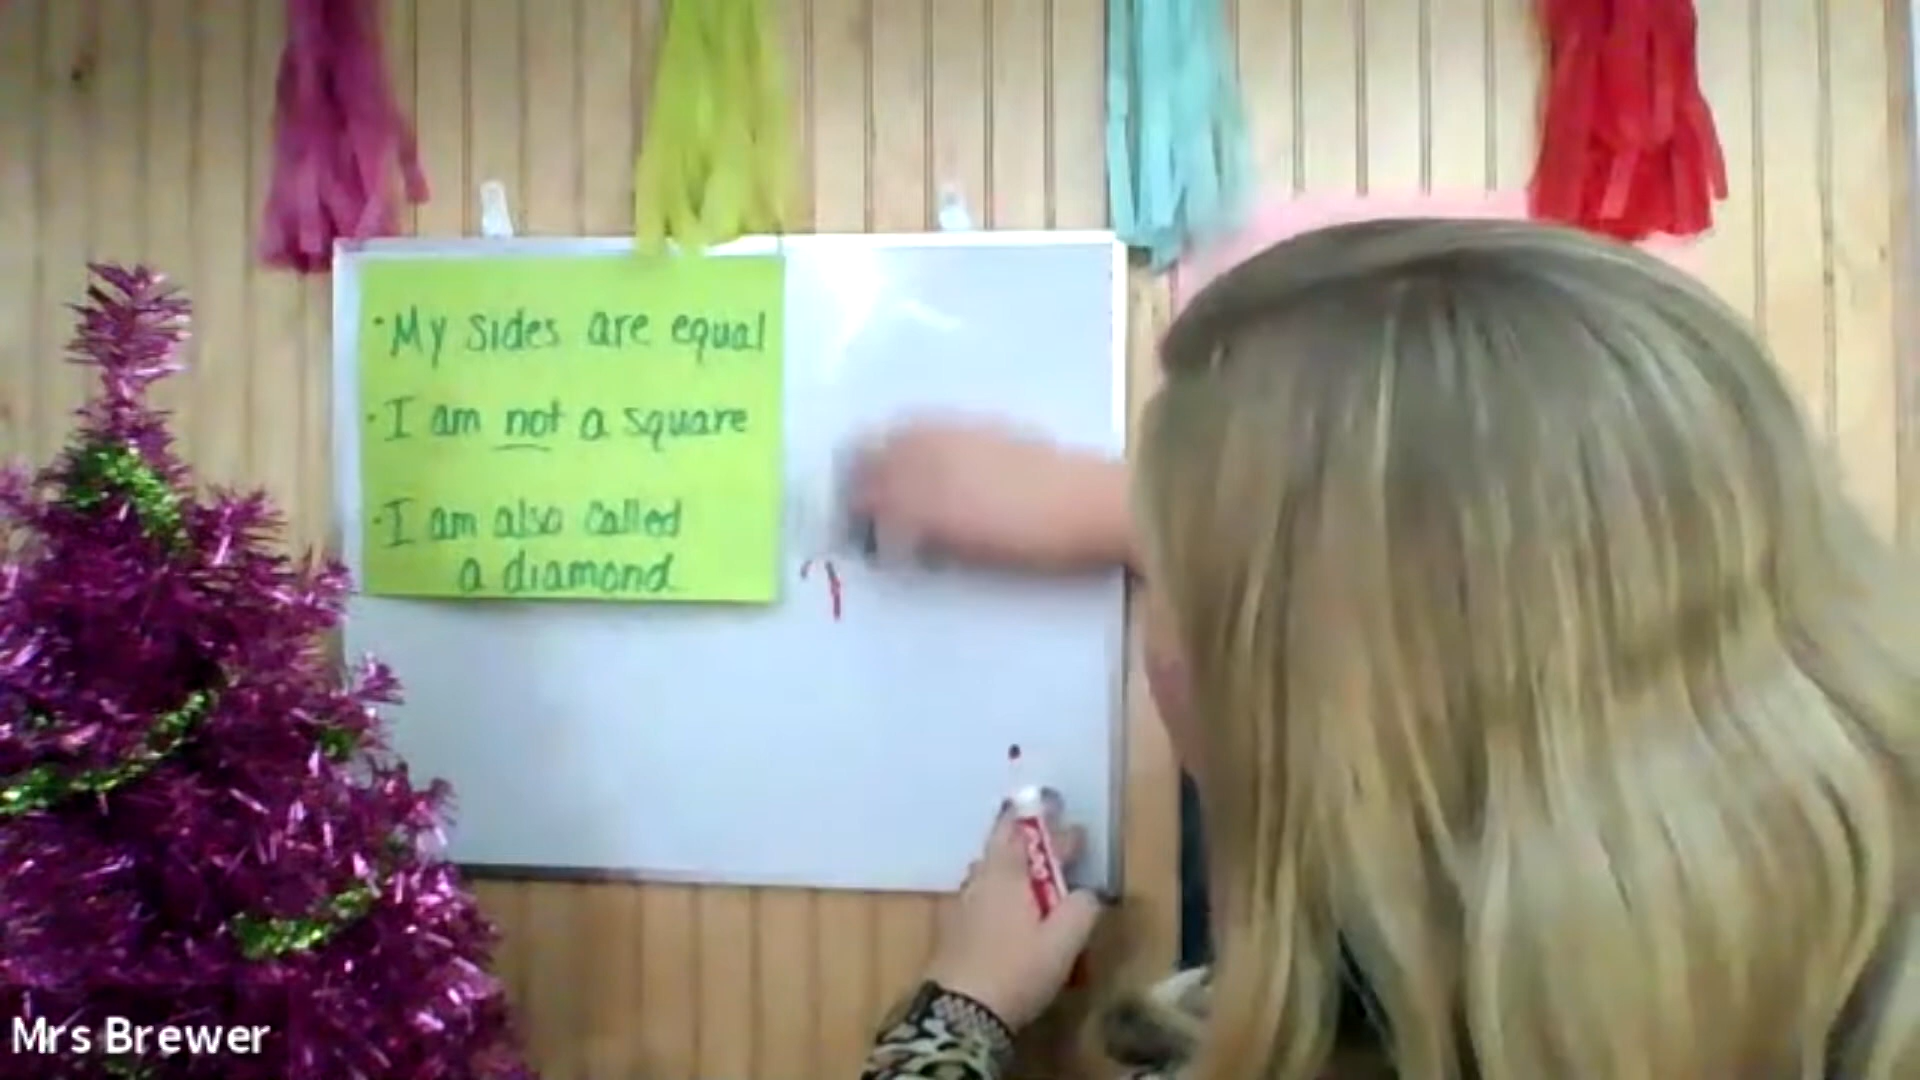 · My sides are equal
· I am not a square
· I am also called
a diamond
Mrs Brewer